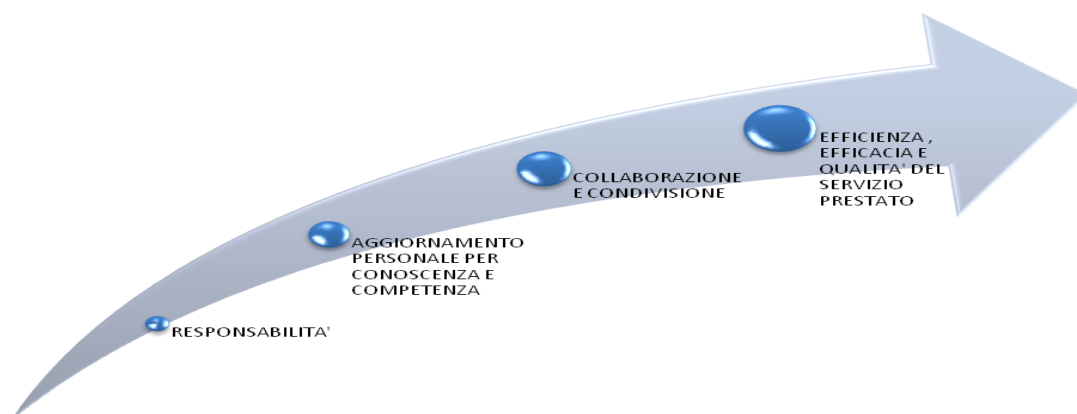 RESPONSABILITA'
AGGIORNAMENTO
PERSONALE PER
CONOSCENZA E
COMPETENZA
COLLABORAZIONE
E CONDIVISIONE
EFFICIENZA ,
EFFICACIA E
QUALITA' DEL
SERVIZIO
PRESTATO